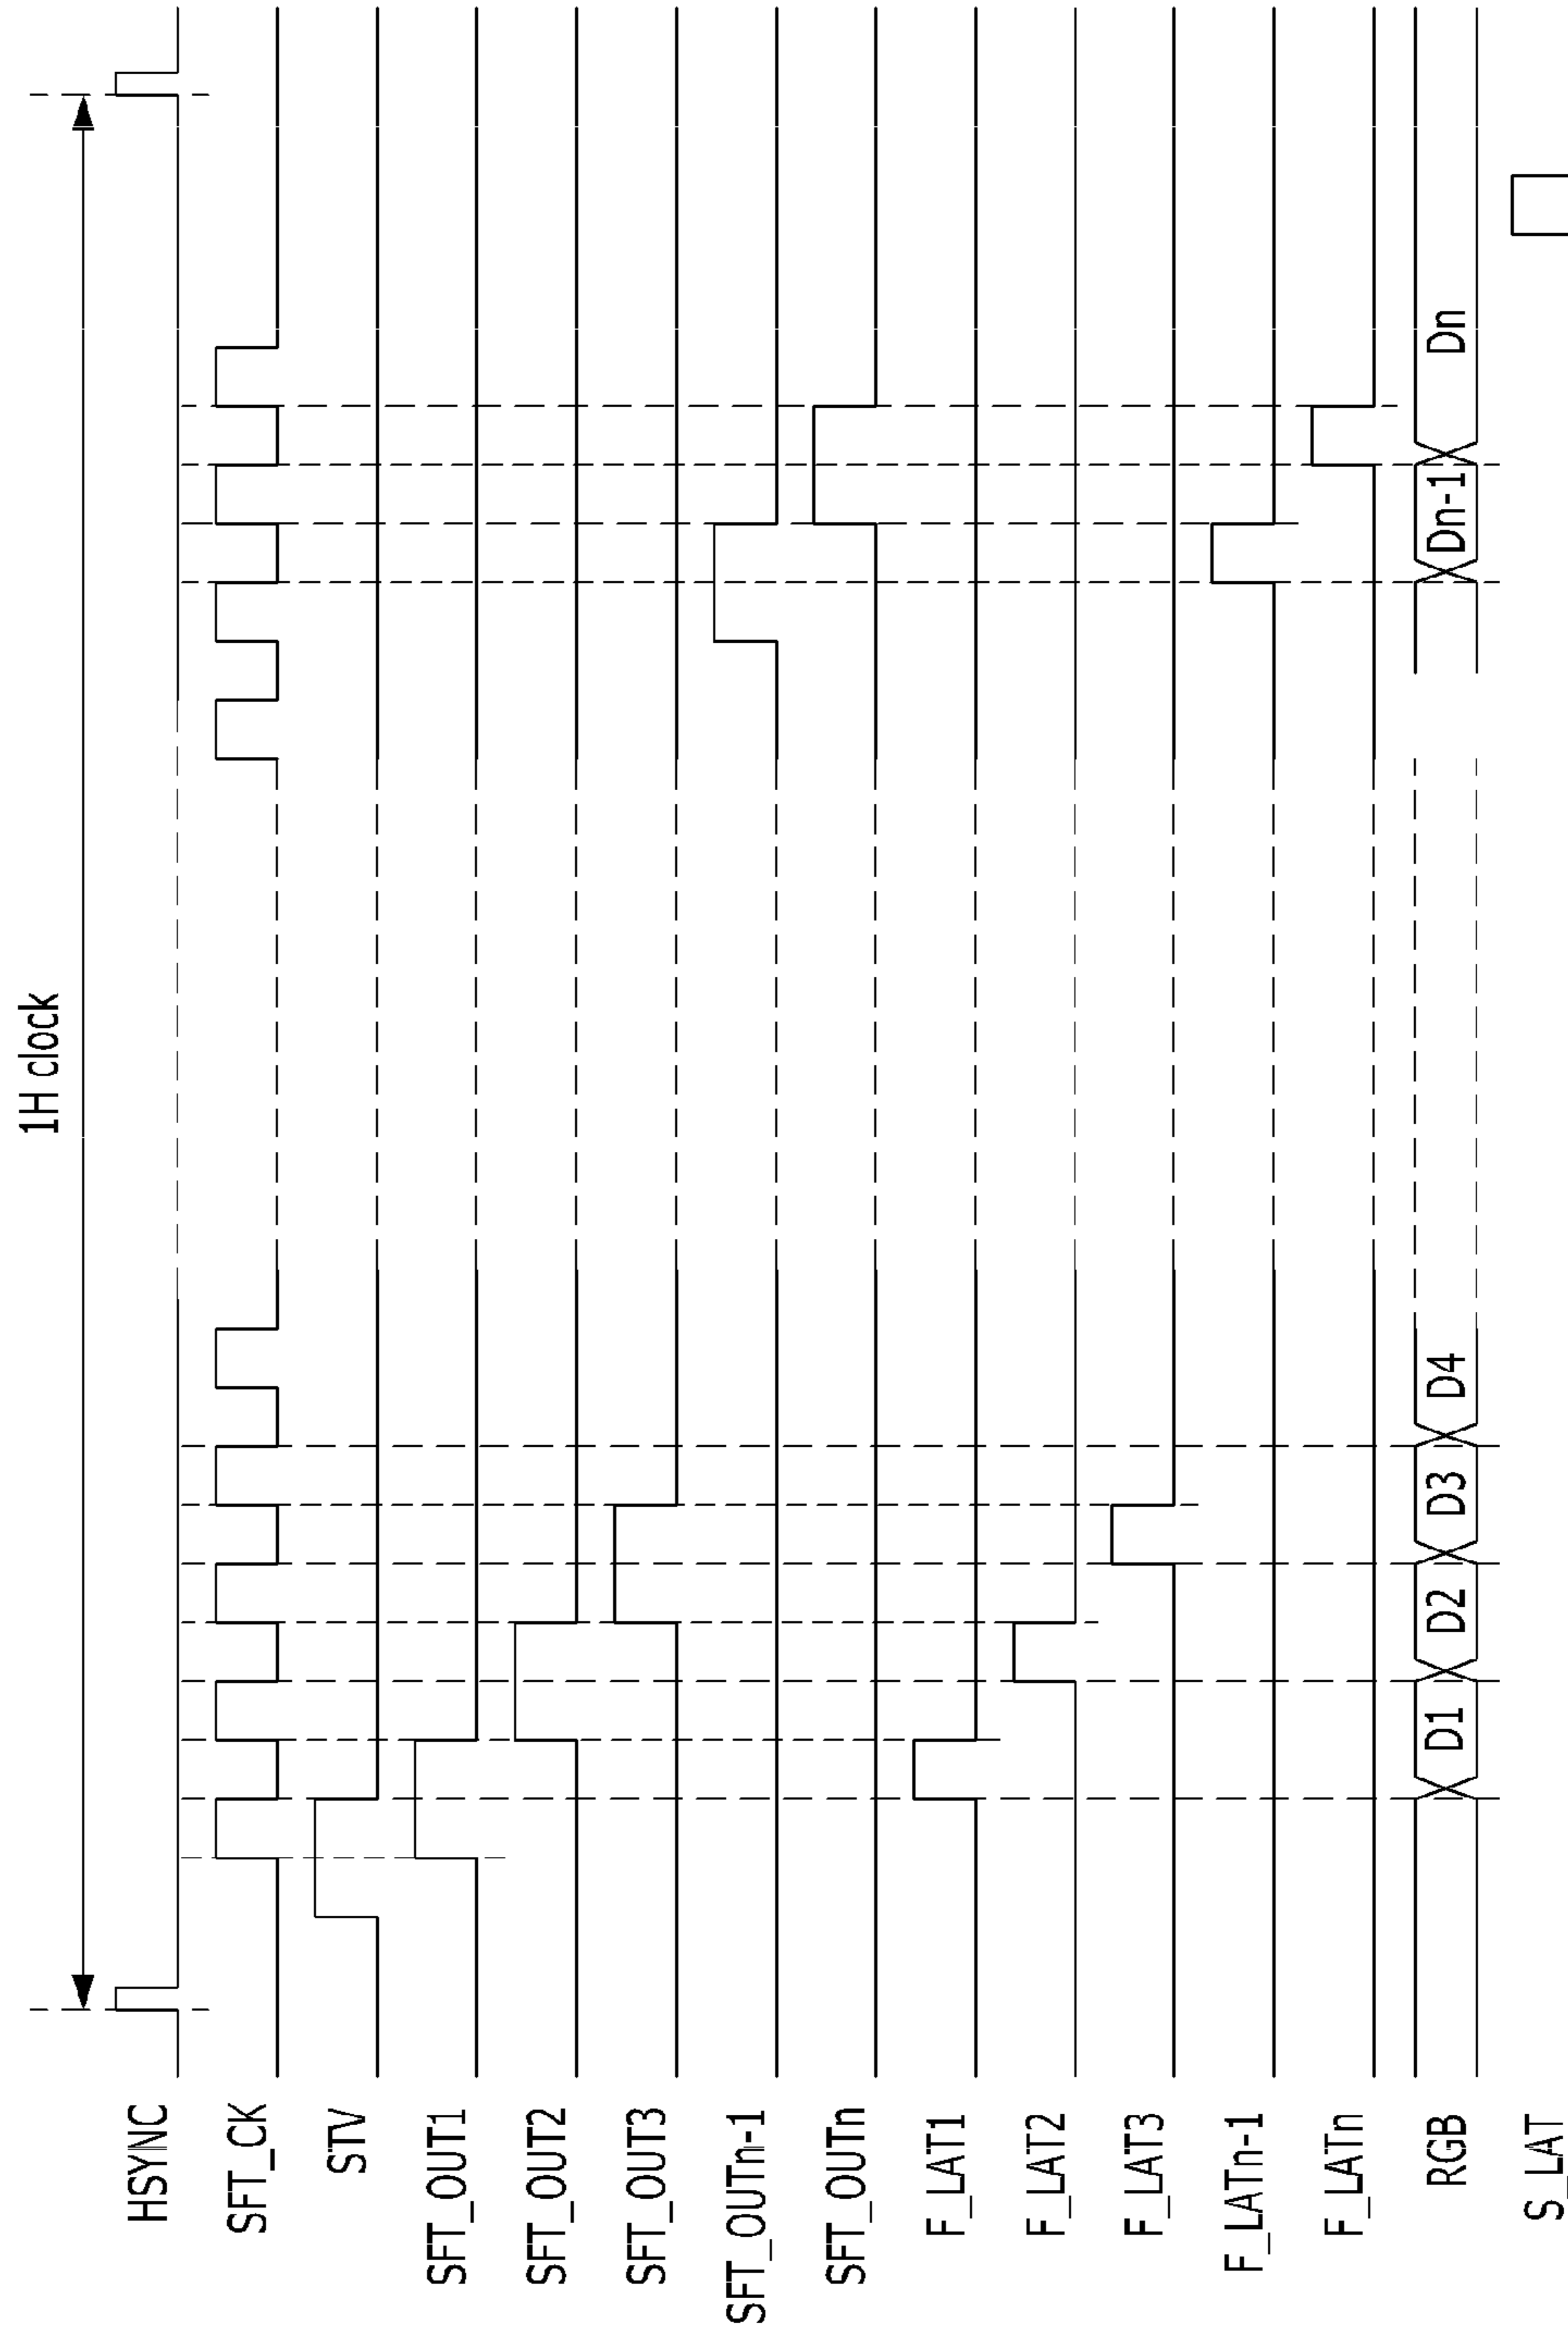 1H clock
HSYNC
SFT_CK
STV
SFT_OUT1
SFT_OUT2
SFT_OUT3
SFT_OUTn-1
SFT_OUTn
F_LAT1
F_LAT2
F_LAT3
F_LATn-1
F_LATn
RGB D1 D2 D3 D4 Dn-1 Dn
S_LAT